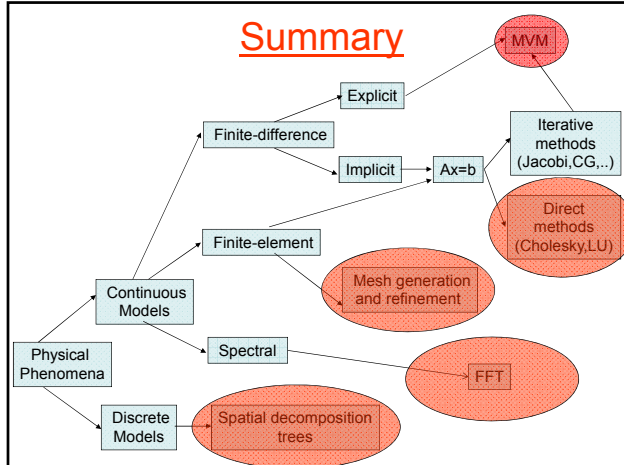 Summary
MVM
Explicit
Finite-difference
Iterative
methods
(Jacobi,CG,..)
Implicit
Ax=b
Direct
methods
(Cholesky,LU)
Finite-element
Mesh generation
and refinement
Continuous
Models
Physical
Phenomena
Spectral
FFT
Discrete
Models
Spatial decomposition
trees